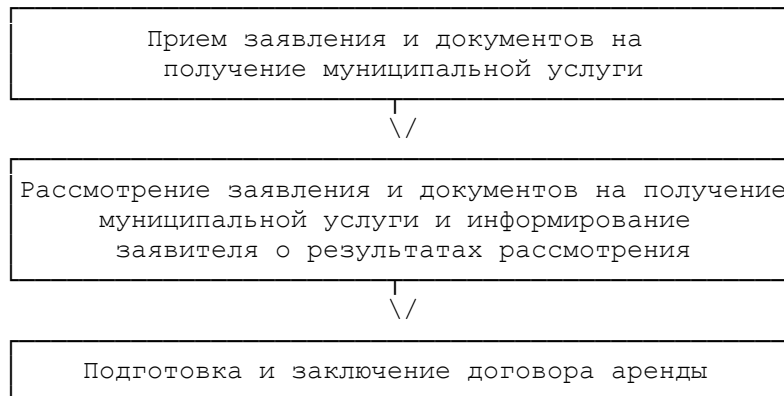 Прием заявления и документов на
получение муниципальной услуги
\/
Рассмотрение заявления и документов на получение
муниципальной услуги и информирование
заявителя о результатах рассмотрения
\/
Подготовка и заключение договора аренды